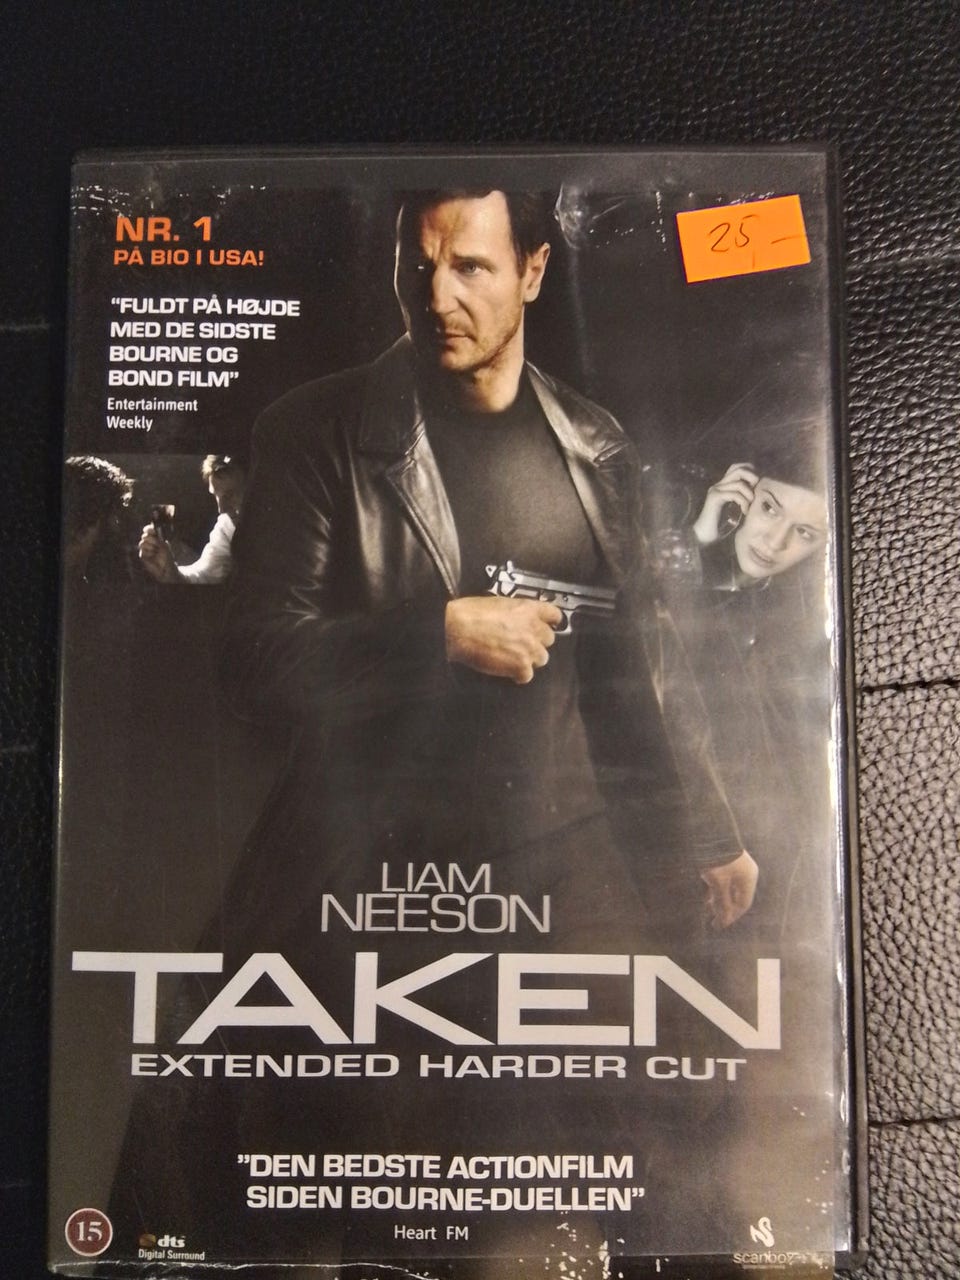 NR. 1
PÅ BIO I USA!
25,-
"FULDT PÅ HØJDE
MED DE SIDSTE
BOURNE OG
BOND FILM"
Entertainment
Weekly
LIAM
NEESON
TAKEN
EXTENDED HARDER CUT
"DEN BEDSTE ACTIONFILM
SIDEN BOURNE-DUELLEN"
Heart FM
15
dts
Digital Surround
scanbox